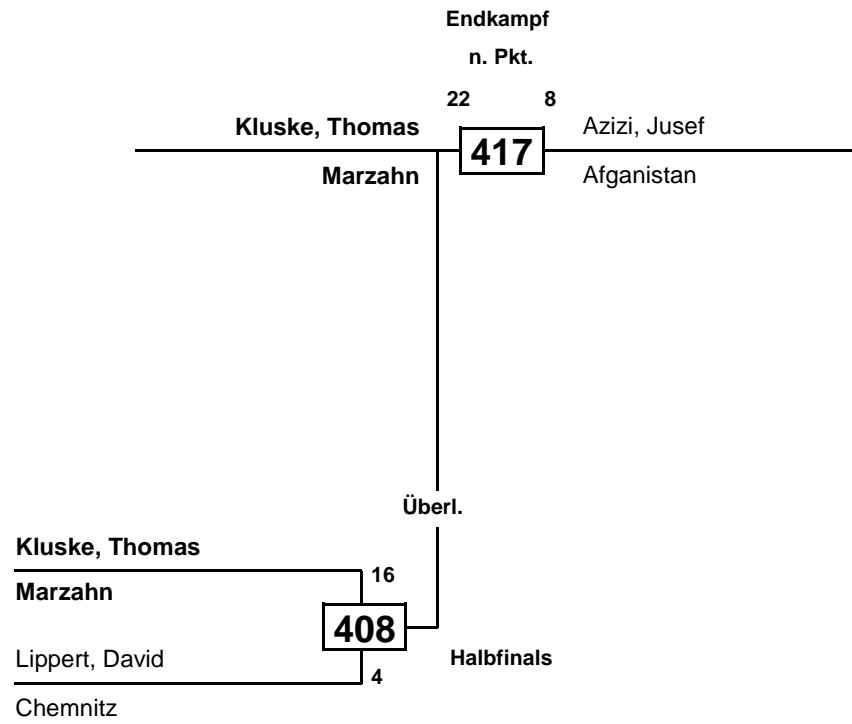 Endkampf
n. Pkt.
22 8
Kluske, Thomas 417 Azizi, Jusef
Marzahn Afganistan
Überl.
Kluske, Thomas
16
Marzahn
408
Lippert, David Halbfinals
4
Chemnitz